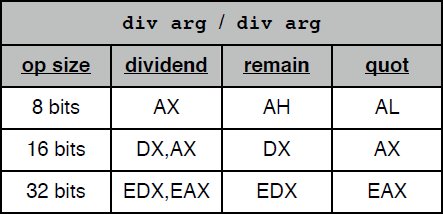 div arg / div arg
op size dividend remain quot
8 bits AX AH AL
16 bits DX,AX DX AX
32 bits EDX,EAX EDX EAX